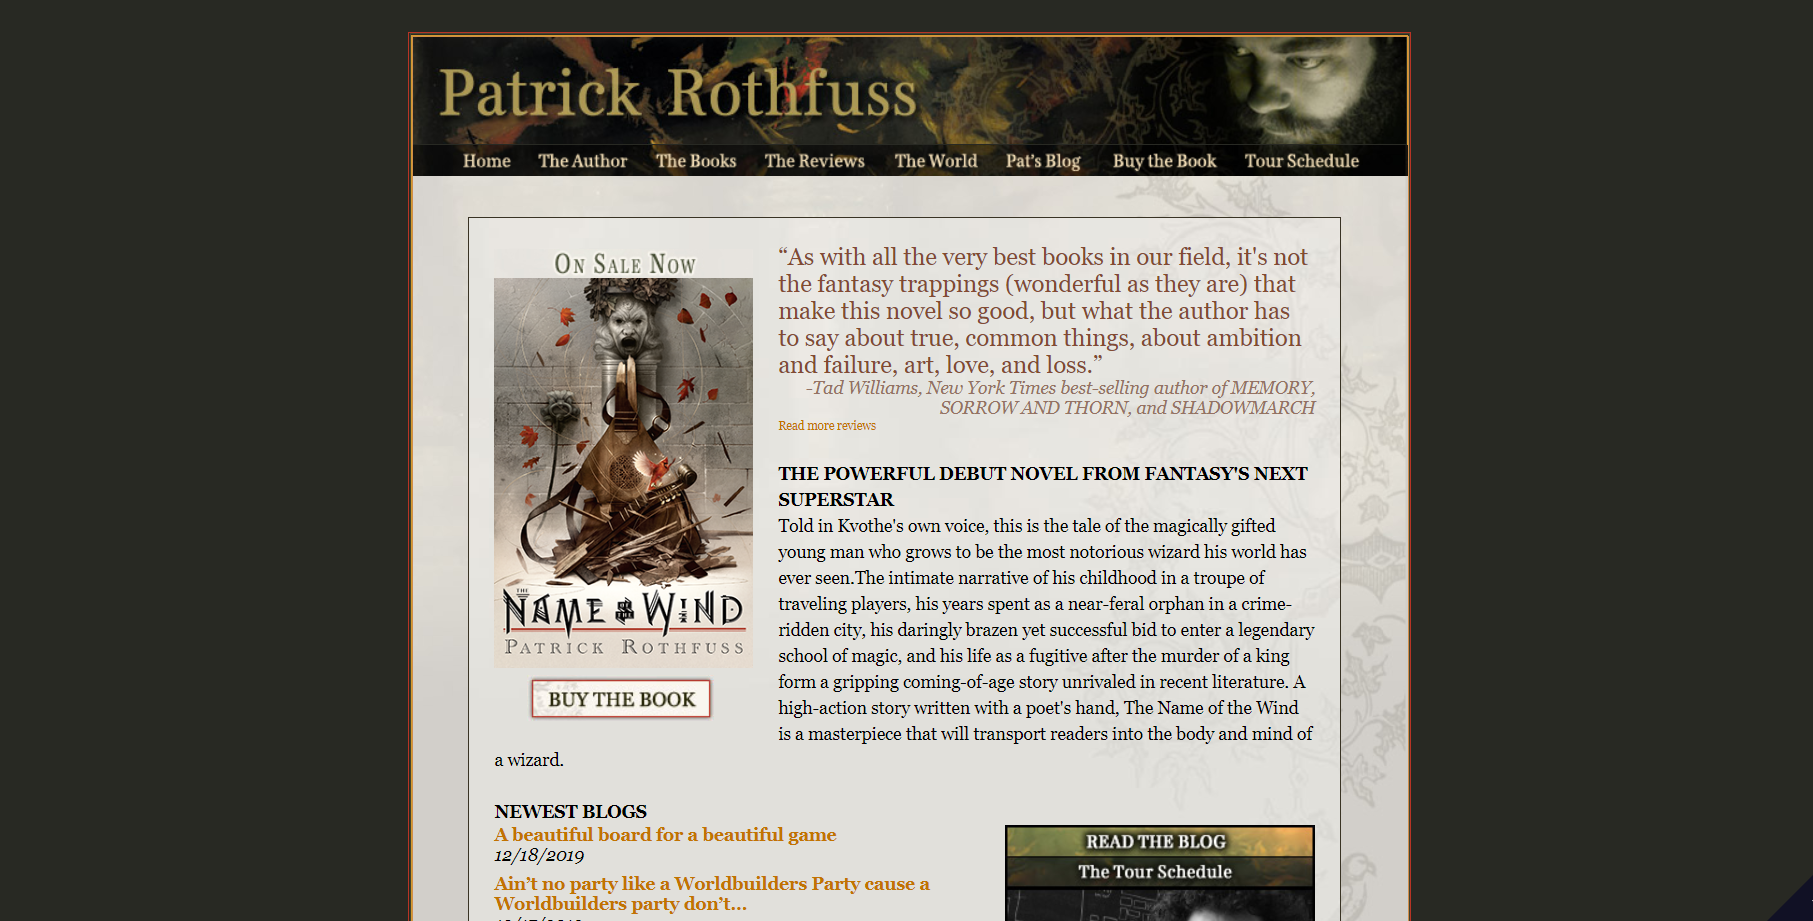 Patrick Rothfuss
Home The Author The Books The Reviews The World Pat's Blog Buy the Book Tour Schedule
On Sale Now
THE
NAME OF THE WIND
PATRICK ROTHFUSS
BUY THE BOOK
“As with all the very best books in our field, it's not
the fantasy trappings (wonderful as they are) that
make this novel so good, but what the author has
to say about true, common things, about ambition
and failure, art, love, and loss.”
-Tad Williams, New York Times best-selling author of MEMORY,
SORROW AND THORN, and SHADOWMARCH
Read more reviews
THE POWERFUL DEBUT NOVEL FROM FANTASY'S NEXT
SUPERSTAR
Told in Kvothe's own voice, this is the tale of the magically gifted
young man who grows to be the most notorious wizard his world has
ever seen.The intimate narrative of his childhood in a troupe of
traveling players, his years spent as a near-feral orphan in a crime-
ridden city, his daringly brazen yet successful bid to enter a legendary
school of magic, and his life as a fugitive after the murder of a king
form a gripping coming-of-age story unrivaled in recent literature. A
high-action story written with a poet's hand, The Name of the Wind
is a masterpiece that will transport readers into the body and mind of
a wizard.
NEWEST BLOGS
A beautiful board for a beautiful game
12/18/2019
Ain’t no party like a Worldbuilders Party cause a
Worldbuilders party don’t…
READ THE BLOG
The Tour Schedule